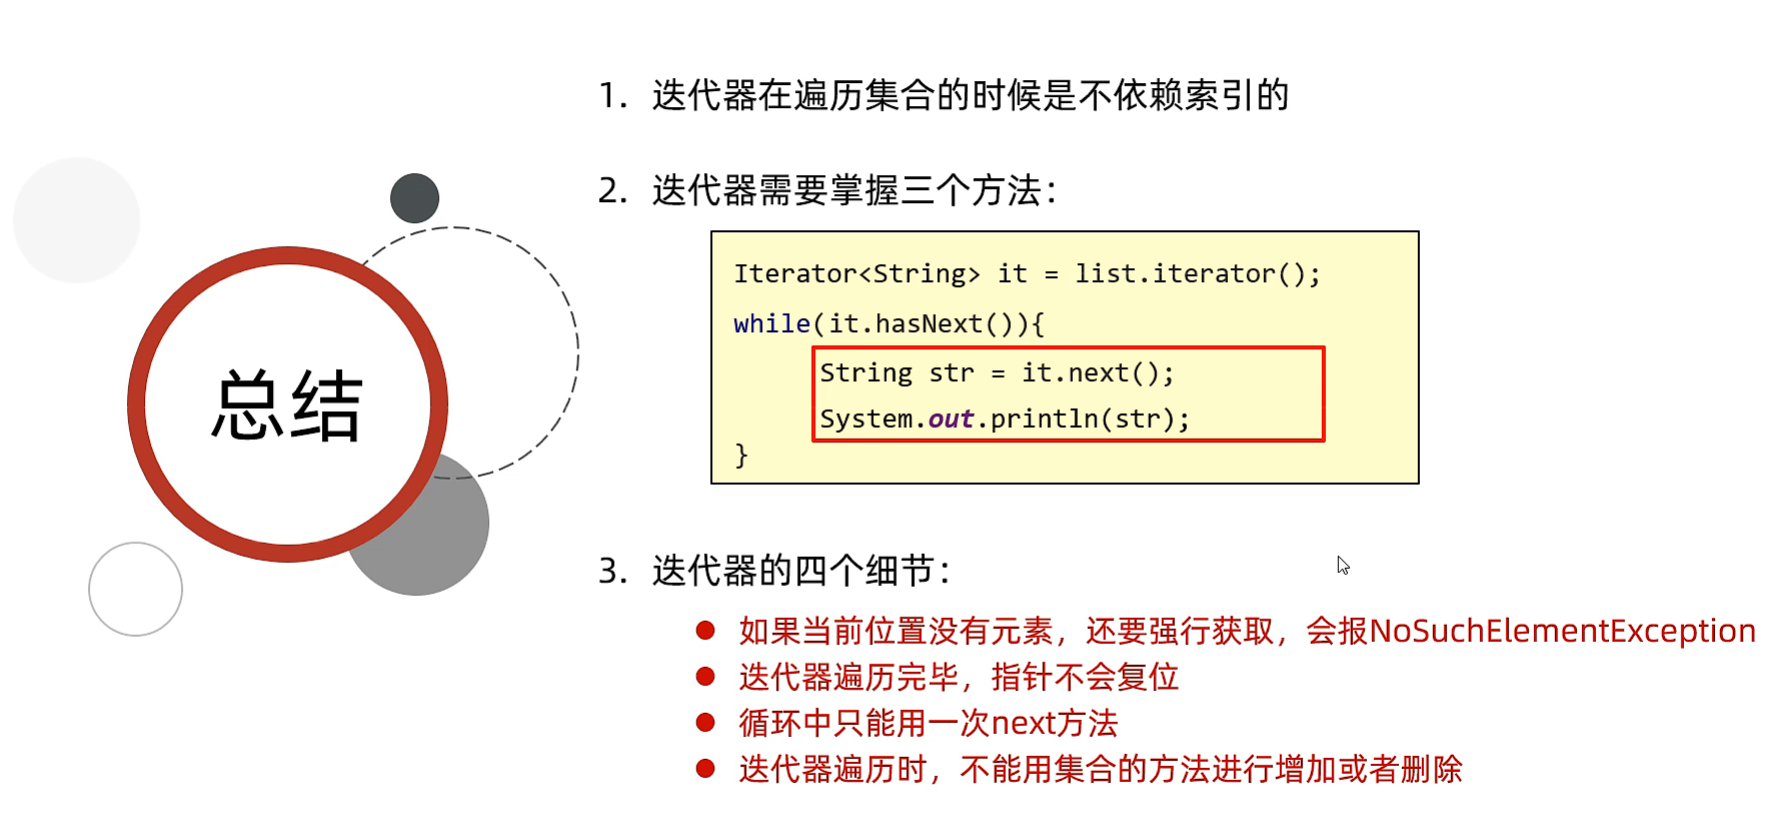 总结
1. 迭代器在遍历集合的时候是不依赖索引的
2. 迭代器需要掌握三个方法：
Iterator<String> it = list.iterator();
while(it.hasNext()){
String str = it.next();
System.out.println(str);
}
3. 迭代器的四个细节：
● 如果当前位置没有元素，还要强行获取，会报NoSuchElementException
● 迭代器遍历完毕，指针不会复位
● 循环中只能用一次next方法
● 迭代器遍历时，不能用集合的方法进行增加或者删除